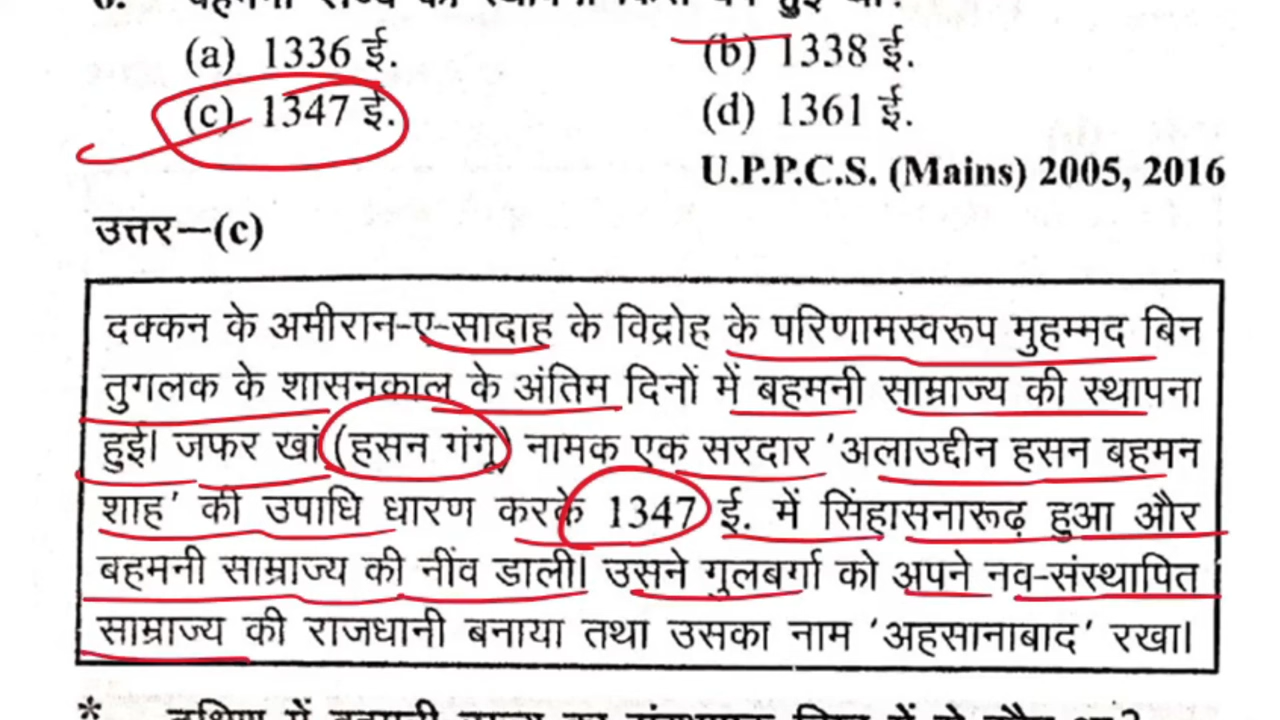 (a) 1336 ई. (b) 1338 ई.
(c) 1347 ई. (d) 1361 ई.
U.P.P.C.S. (Mains) 2005, 2016
उत्तर—(c)
दक्कन के अमीरान-ए-सादाह के विद्रोह के परिणामस्वरूप मुहम्मद बिन
तुगलक के शासनकाल के अंतिम दिनों में बहमनी साम्राज्य की स्थापना
हुई। जफर खां (हसन गंगू) नामक एक सरदार 'अलाउद्दीन हसन बहमन
शाह' की उपाधि धारण करके 1347 ई. में सिंहासनारूढ़ हुआ और
बहमनी साम्राज्य की नींव डाली। उसने गुलबर्गा को अपने नव-संस्थापित
साम्राज्य की राजधानी बनाया तथा उसका नाम 'अहसानाबाद' रखा।